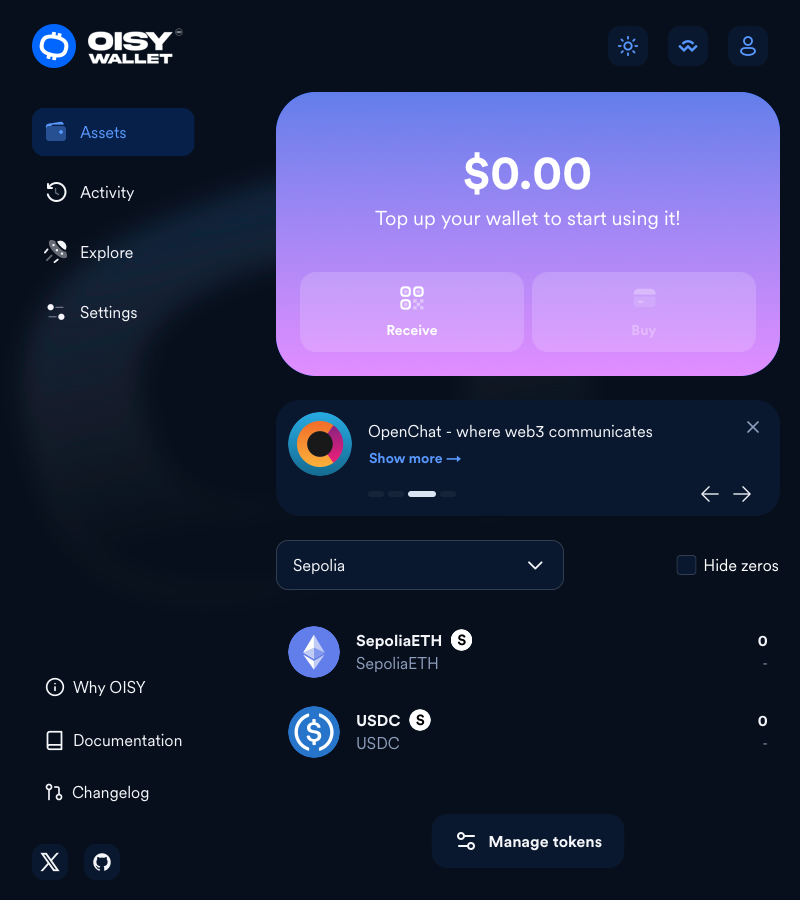 OISY
WALLET
Assets
Activity
Explore
Settings
$0.00
Top up your wallet to start using it!
Receive
Buy
OpenChat - where web3 communicates
Show more →
Sepolia
Hide zeros
SepoliaETH S
0
SepoliaETH
-
USDC S
0
USDC
-
Why OISY
Documentation
Changelog
Manage tokens